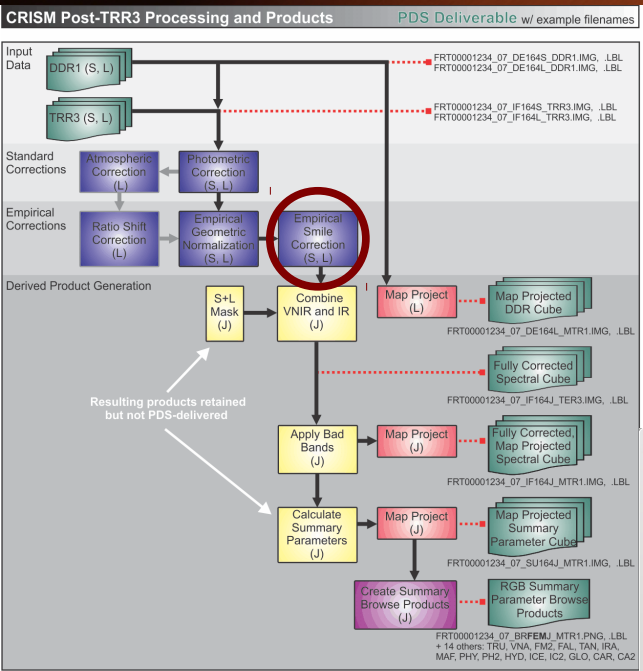 CRISM Post-TRR3 Processing and Products
PDS Deliverable w/ example filenames
Input
Data
DDR1 (S, L)
FRT00001234_07_DE164S_DDR1.IMG, .LBL
FRT00001234_07_DE164L_DDR1.IMG, .LBL
TRR3 (S, L)
FRT00001234_07_IF164S_TRR3.IMG, .LBL
FRT00001234_07_IF164L_TRR3.IMG, .LBL
Standard
Corrections
Atmospheric
Correction
(L)
Photometric
Correction
(S, L)
Empirical
Corrections
Ratio Shift
Correction
(L)
Empirical
Geometric
Normalization
(S, L)
Empirical
Smile
Correction
(S, L)
Derived Product Generation
S+L
Mask
(J)
Combine
VNIR and IR
(J)
Map Project
(L)
Map Projected
DDR Cube
FRT00001234_07_DE164L_MTR1.IMG, .LBL
Fully Corrected
Spectral Cube
FRT00001234_07_IF164J_TER3.IMG, .LBL
Resulting products retained
but not PDS-delivered
Apply Bad
Bands
(J)
Map Project
(J)
Fully Corrected,
Map Projected
Spectral Cube
FRT00001234_07_IF164J_MTR1.IMG, .LBL
Calculate
Summary
Parameters
(J)
Map Project
(J)
Map Projected
Summary
Parameter Cube
FRT00001234_07_SU164J_MTR1.IMG, .LBL
Create Summary
Browse Products
(J)
RGB Summary
Parameter Browse
Products
FRT00001234_07_BRFEMJ_MTR1.PNG, .LBL
+ 14 others: TRU, VNA, FM2, FAL, TAN, IRA,
MAF, PHY, PH2, HYD, ICE, IC2, GLO, CAR, CA2